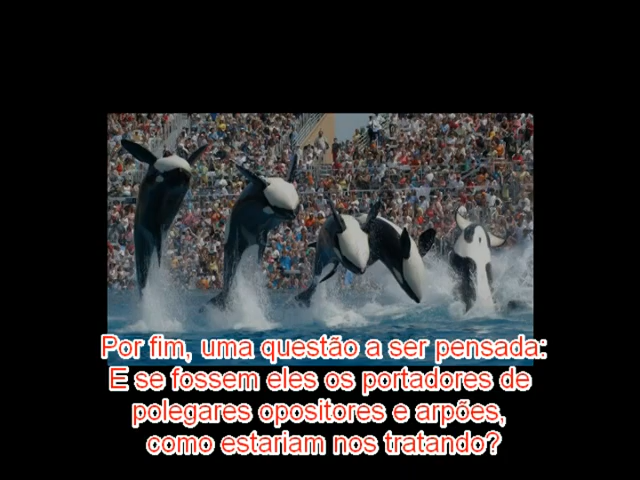 Por fim, uma questão a ser pensada:
E se fossem eles os portadores de
polegares opositores e arpões,
como estariam nos tratando?